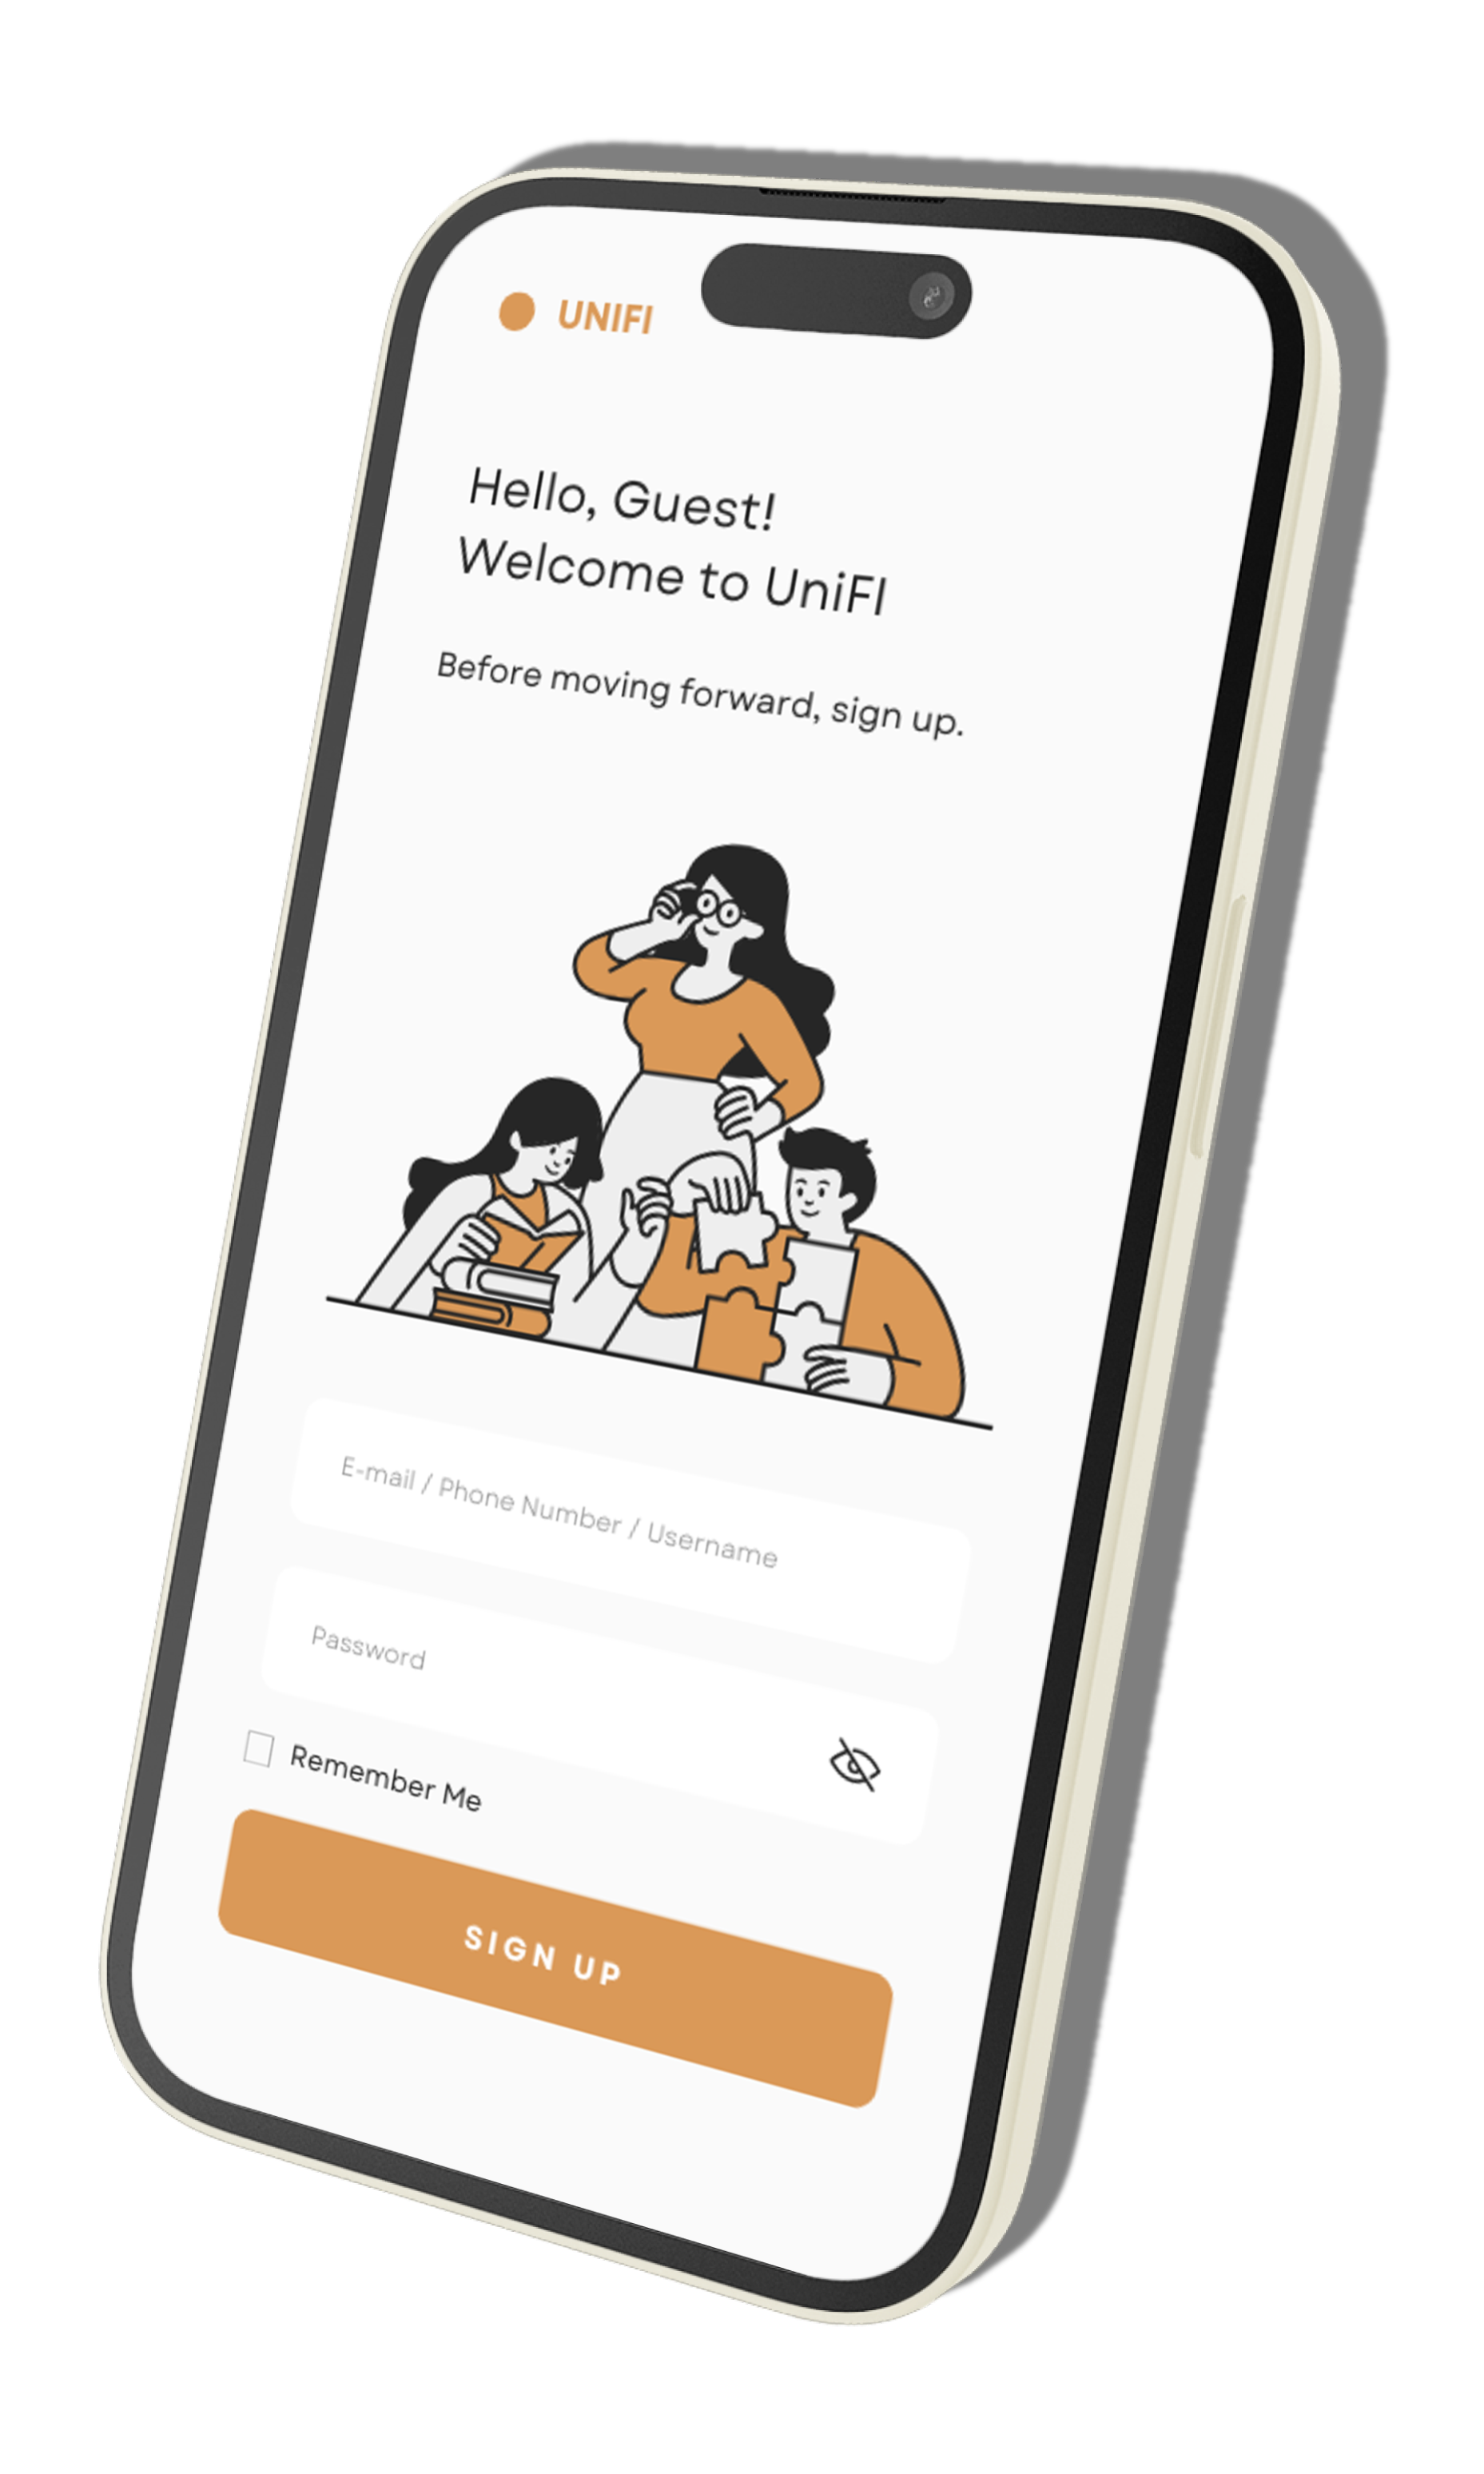 UNIFI
Hello, Guest!
Welcome to UniFI
Before moving forward, sign up.
E-mail / Phone Number / Username
Password
Remember Me
SIGN UP